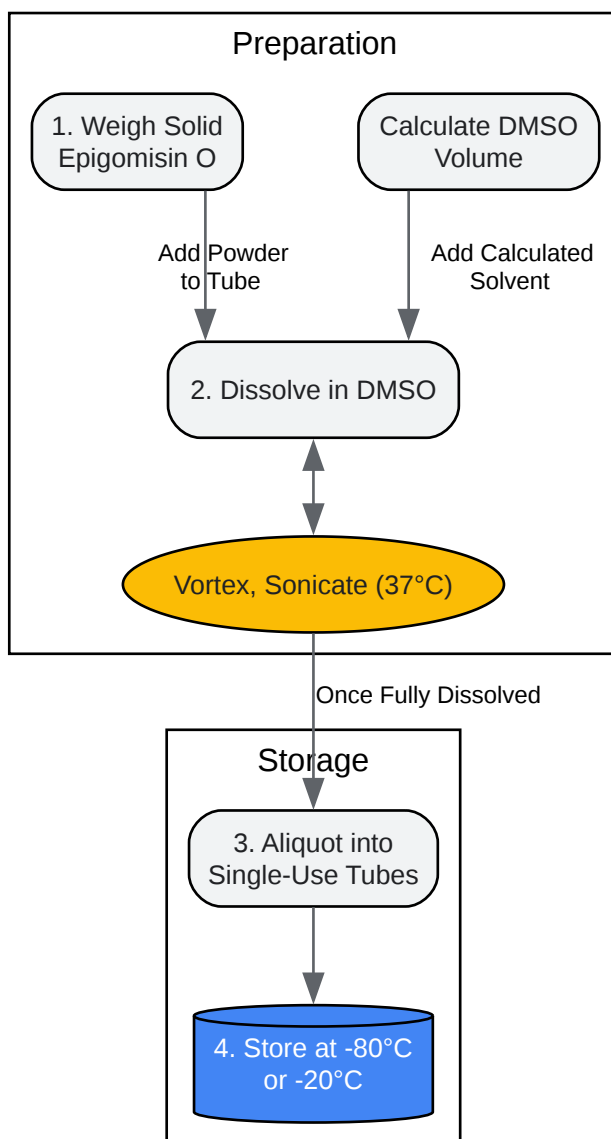 Preparation
1. Weigh Solid
Epigomisin O
Calculate DMSO
Volume
Add Powder
to Tube
Add Calculated
Solvent
2. Dissolve in DMSO
Vortex, Sonicate (37°C)
Once Fully Dissolved
Storage
3. Aliquot into
Single-Use Tubes
4. Store at -80°C
or -20°C